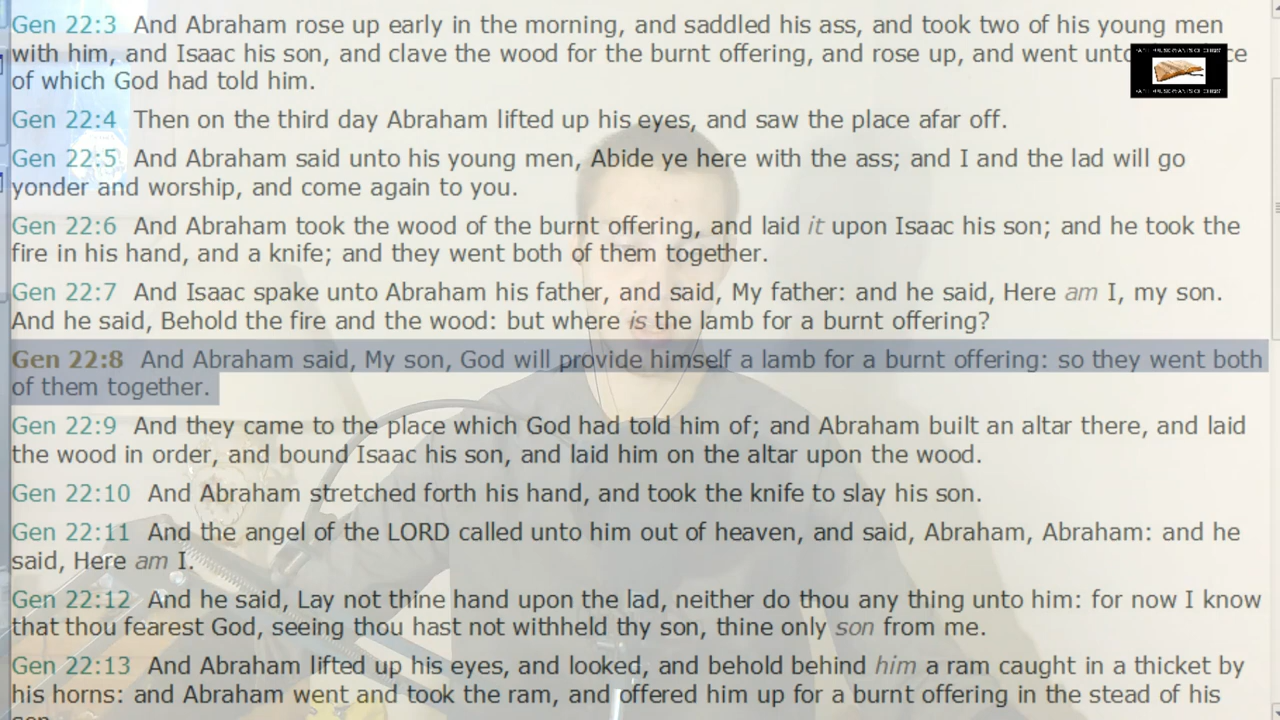 Gen 22:3 And Abraham rose up early in the morning, and saddled his ass, and took two of his young men
with him, and Isaac his son, and clave the wood for the burnt offering, and rose up, and went
of which God had told him.
Gen 22:4 Then on the third day Abraham lifted up his eyes, and saw the place afar off.
Gen 22:5 And Abraham said unto his young men, Abide ye here with the ass; and I and the lad will go
yonder and worship, and come again to you.
Gen 22:6 And Abraham took the wood of the burnt offering, and laid it upon Isaac his son; and he took the
fire in his hand, and a knife; and they went both of them together.
Gen 22:7 And Isaac spake unto Abraham his father, and said, My father: and he said, Here am I, my son.
And he said, Behold the fire and the wood: but where is the lamb for a burnt offering?
Gen 22:8 And Abraham said, My son, God will provide himself a lamb for a burnt offering: so they went both
of them together.
Gen 22:9 And they came to the place which God had told him of; and Abraham built an altar there, and laid
the wood in order, and bound Isaac his son, and laid him on the altar upon the wood.
Gen 22:10 And Abraham stretched forth his hand, and took the knife to slay his son.
Gen 22:11 And the angel of the LORD called unto him out of heaven, and said, Abraham, Abraham: and he
said, Here am I.
Gen 22:12 And he said, Lay not thine hand upon the lad, neither do thou any thing unto him: for now I know
that thou fearest God, seeing thou hast not withheld thy son, thine only son from me.
Gen 22:13 And Abraham lifted up his eyes, and looked, and behold behind him a ram caught in a thicket by
his horns: and Abraham went and took the ram, and offered him up for a burnt offering in the stead of his